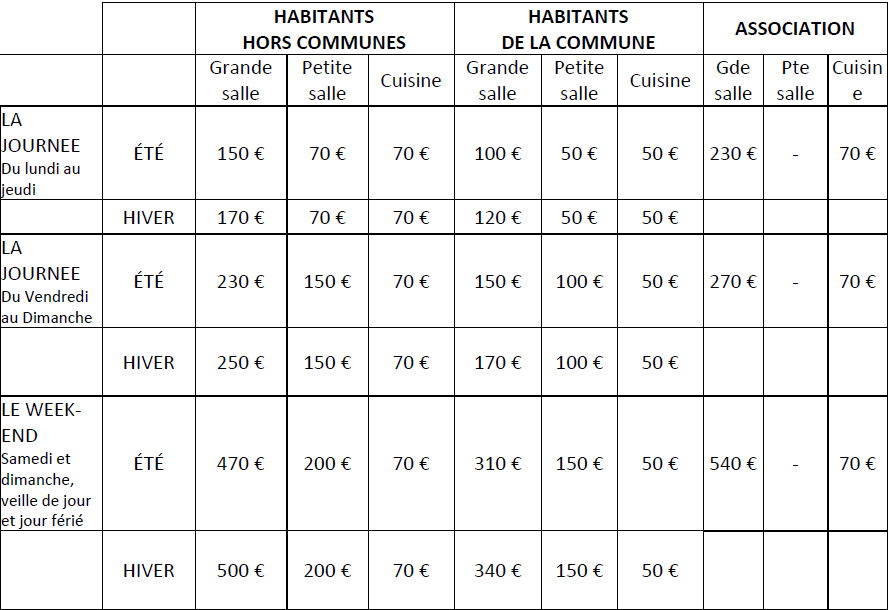 HABITANTS HORS COMMUNES HABITANTS DE LA COMMUNE ASSOCIATION
Grande salle Petite salle Cuisine Grande salle Petite salle Cuisine Gde salle Pte salle Cuisin e
LA JOURNEE Du lundi au jeudi ÉTÉ 150 € 70 € 70 € 100 € 50 € 50 € 230 € - 70 €
HIVER 170 € 70 € 70 € 120 € 50 € 50 €
LA JOURNEE Du Vendredi au Dimanche ÉTÉ 230 € 150 € 70 € 150 € 100 € 50 € 270 € - 70 €
HIVER 250 € 150 € 70 € 170 € 100 € 50 €
LE WEEK-END Samedi et dimanche, veille de jour et jour férié ÉTÉ 470 € 200 € 70 € 310 € 150 € 50 € 540 € - 70 €
HIVER 500 € 200 € 70 € 340 € 150 € 50 €